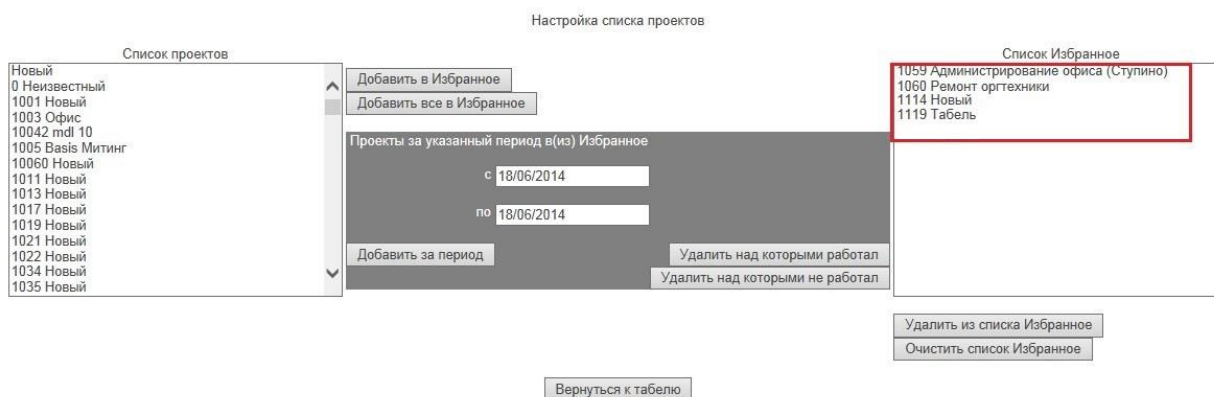 Настройка списка проектов
Список проектов
Новый
0 Неизвестный
1001 Новый
1003 Офис
10042 mdl 10
1005 Basis Митинг
10060 Новый
1011 Новый
1013 Новый
1017 Новый
1019 Новый
1021 Новый
1022 Новый
1034 Новый
1035 Новый
Добавить в Избранное
Добавить все в Избранное
Проекты за указанный период в(из) Избранное
с 18/06/2014
по 18/06/2014
Добавить за период
Удалить над которыми работал
Удалить над которыми не работал
Список Избранное
1059 Администрирование офиса (Ступино)
1060 Ремонт оргтехники
1114 Новый
1119 Табель
Удалить из списка Избранное
Очистить список Избранное
Вернуться к табелю